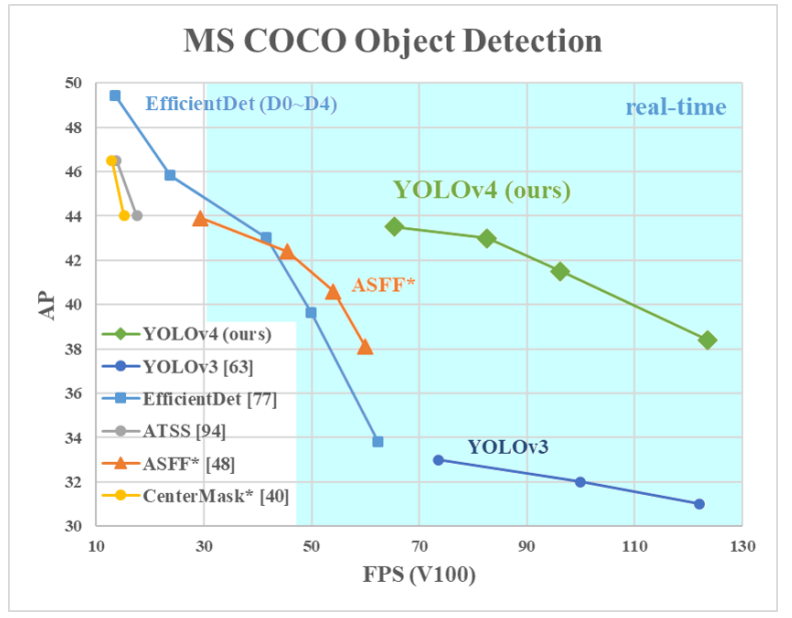 MS COCO Object Detection
50
EfficientDet (D0~D4)
real-time
48
46
YOLOv4 (ours)
44
42
ASFF*
AP
40
YOLOv4 (ours)
38
YOLOv3 [63]
36
EfficientDet [77]
34
ATSS [94]
YOLOv3
ASFF* [48]
32
CenterMask* [40]
30
10 30 50 70 90 110 130
FPS (V100)